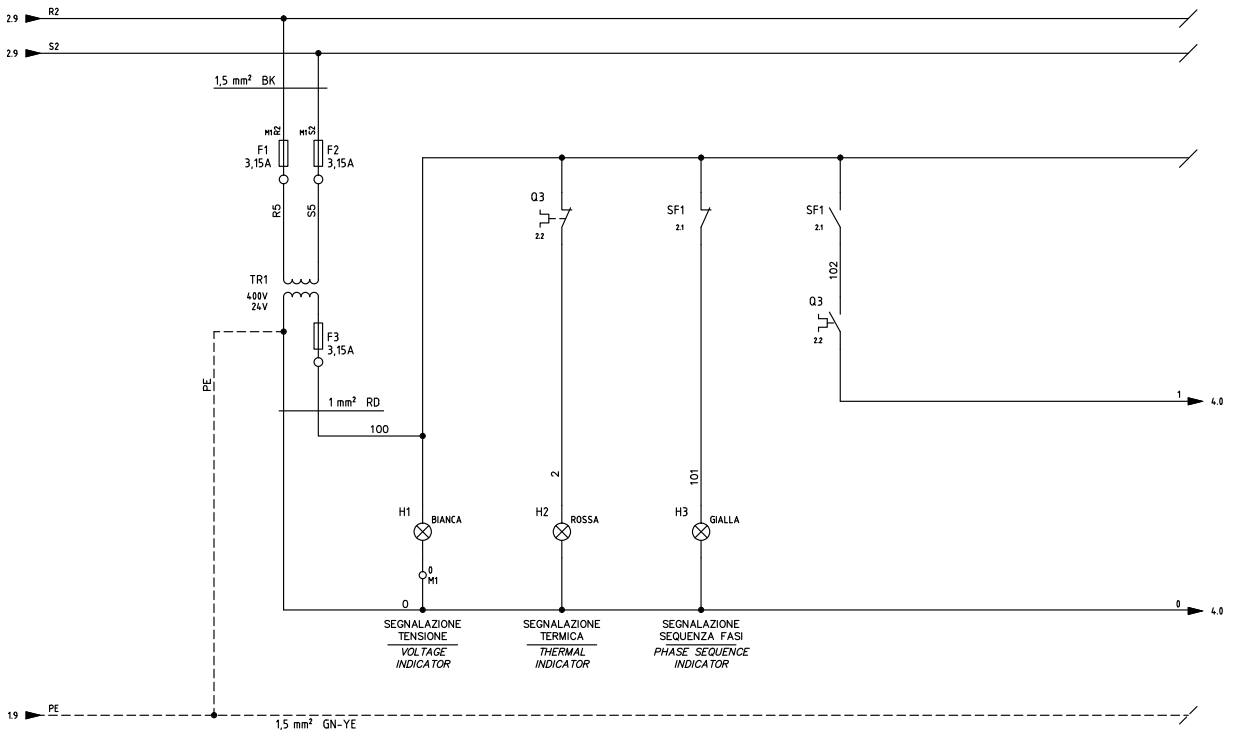 2.9 R2
2.9 S2
1,5 mm² BK
M1 R2
M1 S2
F1
3,15A
F2
3,15A
R5
S5
TR1
400V
24V
F3
3,15A
PE
1 mm² RD
100
Q3
2.2
SF1
2.1
SF1
2.1
102
Q3
2.2
1 4.0
2
101
H1 BIANCA
H2 ROSSA
H3 GIALLA
0
M1
0
0 4.0
SEGNALAZIONE
TENSIONE
VOLTAGE
INDICATOR
SEGNALAZIONE
TERMICA
THERMAL
INDICATOR
SEGNALAZIONE
SEQUENZA FASI
PHASE SEQUENCE
INDICATOR
1.9 PE
1,5 mm² GN-YE